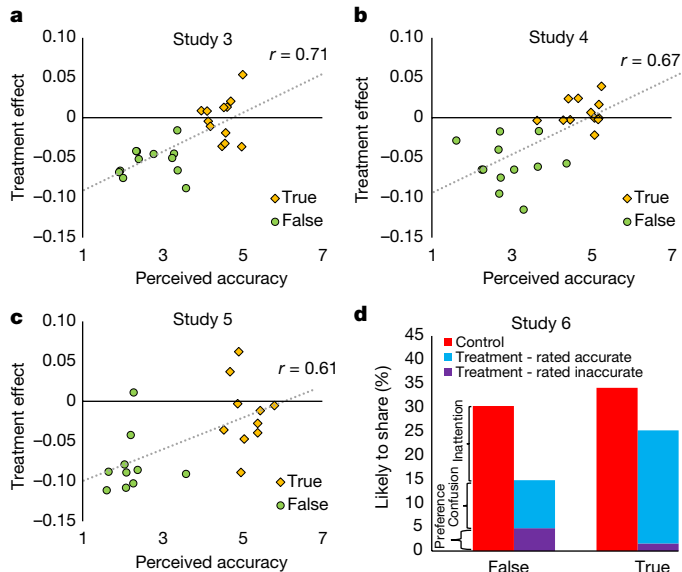 a
Study 3
r = 0.71
0.10
0.05
0
−0.05
−0.10
−0.15
Treatment effect
True
False
1 3 5 7
Perceived accuracy
b
Study 4
r = 0.67
0.10
0.05
0
−0.05
−0.10
−0.15
Treatment effect
True
False
1 3 5 7
Perceived accuracy
c
Study 5
r = 0.61
0.10
0.05
0
−0.05
−0.10
−0.15
Treatment effect
True
False
1 3 5 7
Perceived accuracy
d
Study 6
Control
Treatment - rated accurate
Treatment - rated inaccurate
45
40
35
30
25
20
15
10
5
0
Likely to share (%)
Inattention
Confusion
Preference
False True